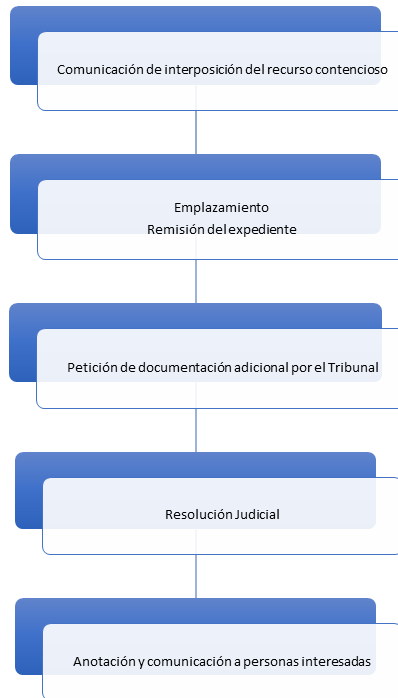 Comunicación de interposición del recurso contencioso
Emplazamiento
Remisión del expediente
Petición de documentación adicional por el Tribunal
Resolución Judicial
Anotación y comunicación a personas interesadas